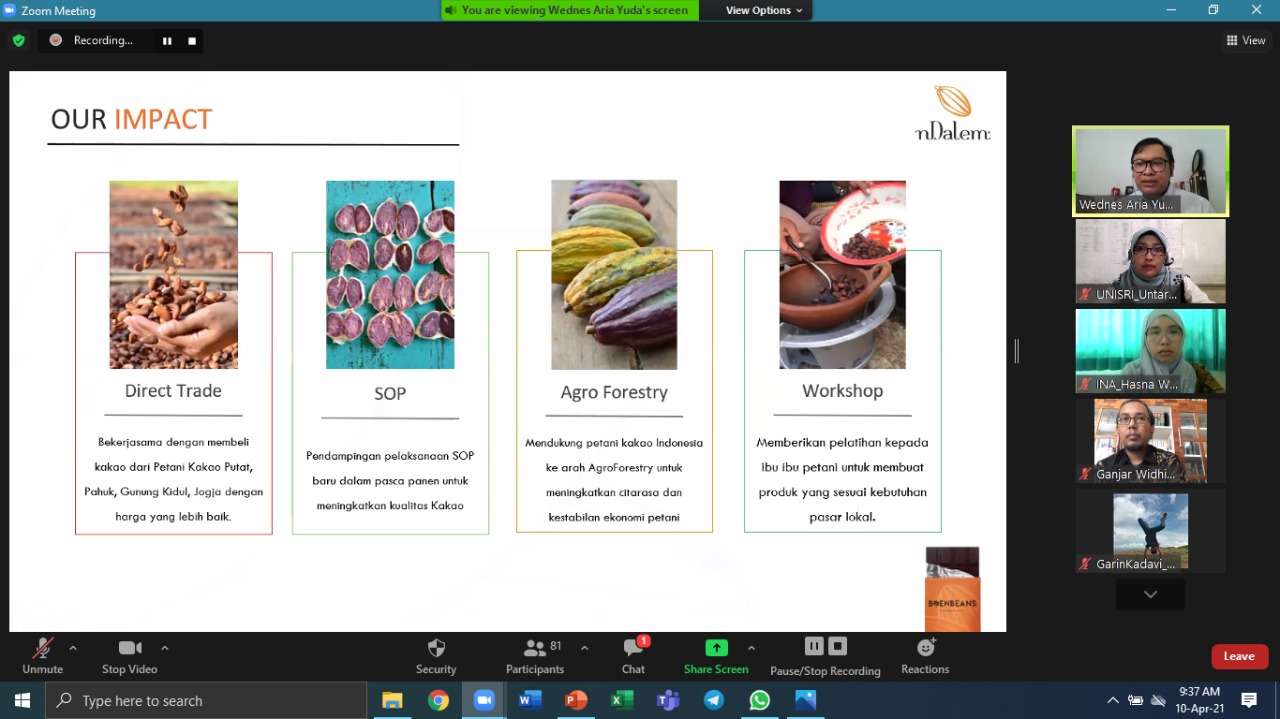 Zoom Meeting
You are viewing Wednes Aria Yuda's screen
View Options
Recording...
View
OUR IMPACT
nDalem
Direct Trade
Bekerjasama dengan membeli
kakao dari Petani Kakao Putat,
Pahuk, Gunung Kidul, Jogja dengan
harga yang lebih baik.
SOP
Pendampingan pelaksanaan SOP
baru dalam pasca panen untuk
meningkatkan kualitas Kakao
Agro Forestry
Mendukung petani kakao Indonesia
ke arah AgroForestry untuk
meningkatkan citarasa dan
kestabilan ekonomi petani
Workshop
Memberikan pelatihan kepada
ibu ibu petani untuk membuat
produk yang sesuai kebutuhan
pasar lokal.
BOENBEANS
Wednes Aria Yu...
UNISRI_Untar...
INA_Hasna W...
Ganjar Widhi...
GarinKadavi_...
Unmute
Stop Video
Security
Participants
81
Chat
1
Share Screen
Pause/Stop Recording
Reactions
Leave
Type here to search
9:37 AM
10-Apr-21